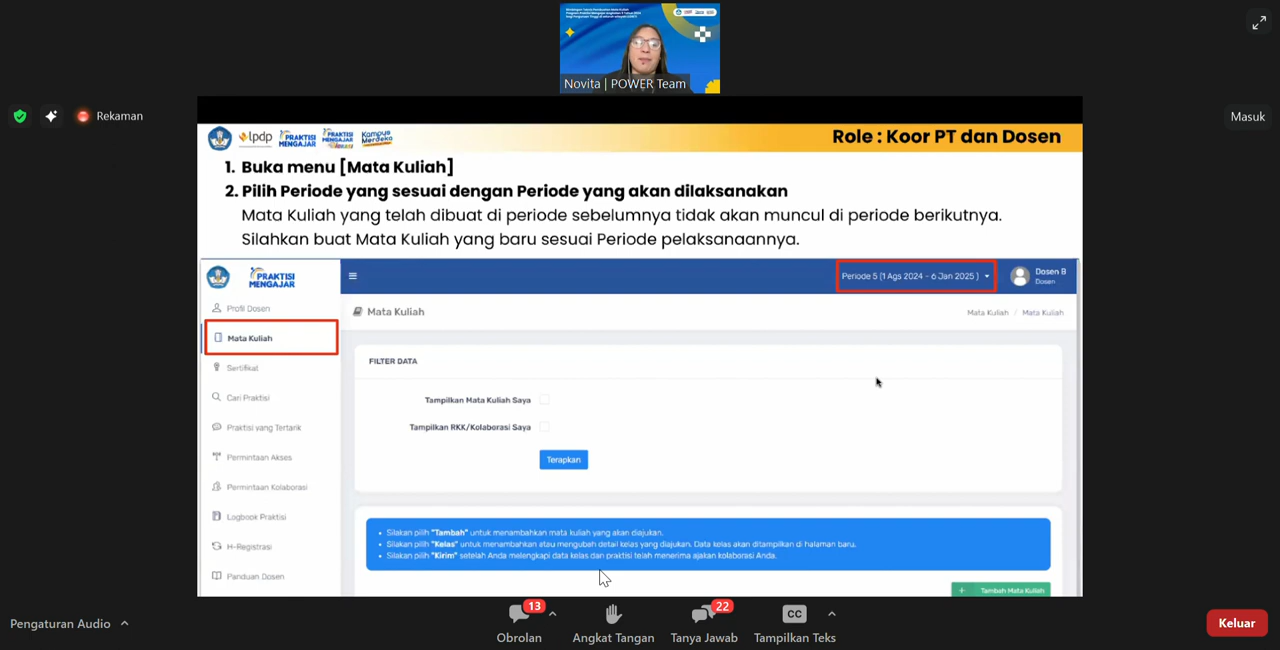 Novita | POWER Team
Rekaman
Masuk
lpdp
PRAKTISI MENGAJAR
PRAKTISI MENGAJAR
Kampus Merdeka
Role : Koor PT dan Dosen
1. Buka menu [Mata Kuliah]
2. Pilih Periode yang sesuai dengan Periode yang akan dilaksanakan
Mata Kuliah yang telah dibuat di periode sebelumnya tidak akan muncul di periode berikutnya.
Silahkan buat Mata Kuliah yang baru sesuai Periode pelaksanaannya.
PRAKTISI
MENGAJAR
Periode 5 (1 Ags 2024 - 6 Jan 2025 )
Dosen B
Dosen
Profil Dosen
Mata Kuliah
Sertifikat
Cari Praktisi
Praktisi yang Tertarik
Permintaan Akses
Permintaan Kolaborasi
Logbook Praktisi
H-Registrasi
Panduan Dosen
Mata Kuliah
Mata Kuliah / Mata Kuliah
FILTER DATA
Tampilkan Mata Kuliah Saya
Tampilkan RKK/Kolaborasi Saya
Terapkan
• Silakan pilih "Tambah" untuk menambahkan mata kuliah yang akan diajukan.
• Silakan pilih "Kelas" untuk menambahkan atau mengubah detail kelas yang diajukan. Data kelas akan ditampilkan di halaman baru.
• Silakan pilih "Kirim" setelah Anda melengkapi data kelas dan praktisi telah menerima ajakan kolaborasi Anda.
+ Tambah Mata Kuliah
Pengaturan Audio
13
Obrolan
Angkat Tangan
22
Tanya Jawab
CC
Tampilkan Teks
Keluar